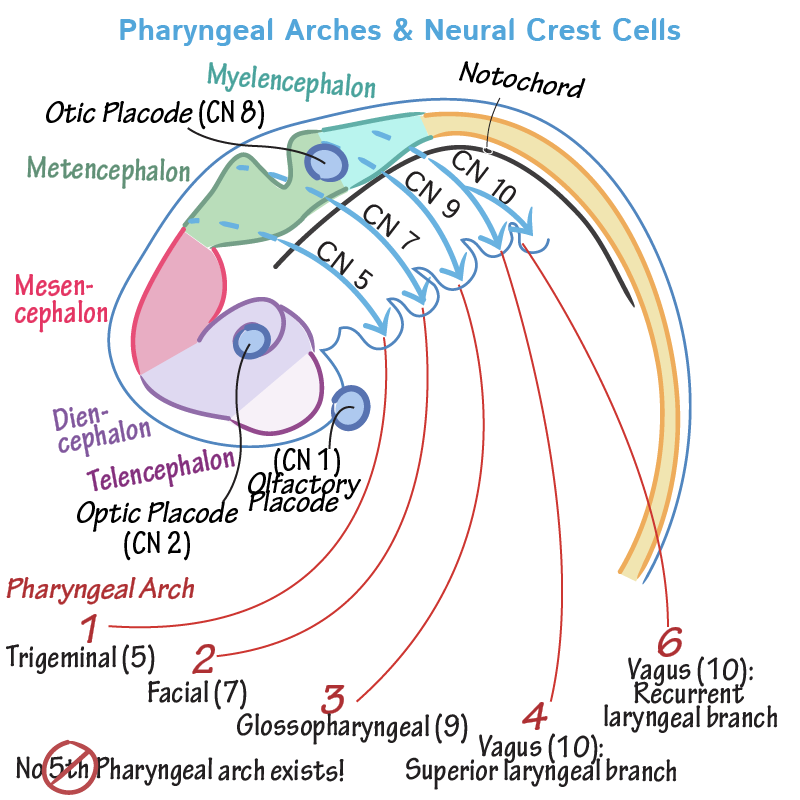 Pharyngeal Arches & Neural Crest Cells
Myelencephalon
Notochord
Otic Placode (CN 8)
Metencephalon
CN 10
CN 9
CN 7
CN 5
Mesen-
cephalon
Dien-
cephalon
Telencephalon
(CN 1)
Olfactory
Placode
Optic Placode
(CN 2)
Pharyngeal Arch
1
Trigeminal (5)
2
Facial (7)
3
Glossopharyngeal (9)
4
Vagus (10):
Superior laryngeal branch
6
Vagus (10):
Recurrent
laryngeal branch
No 5th Pharyngeal arch exists!